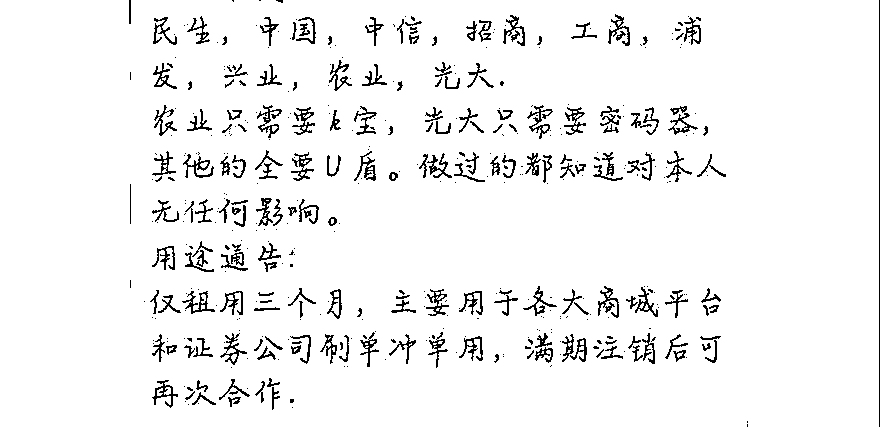 民生，中国，中信，招商，工商，浦
发，兴业，农业，光大.
农业只需要k宝，光大只需要密码器，
其他的全要U盾。做过的都知道对本人
无任何影响。
用途通告：
仅租用三个月，主要用于各大商城平台
和证券公司刷单冲单用，满期注销后可
再次合作.